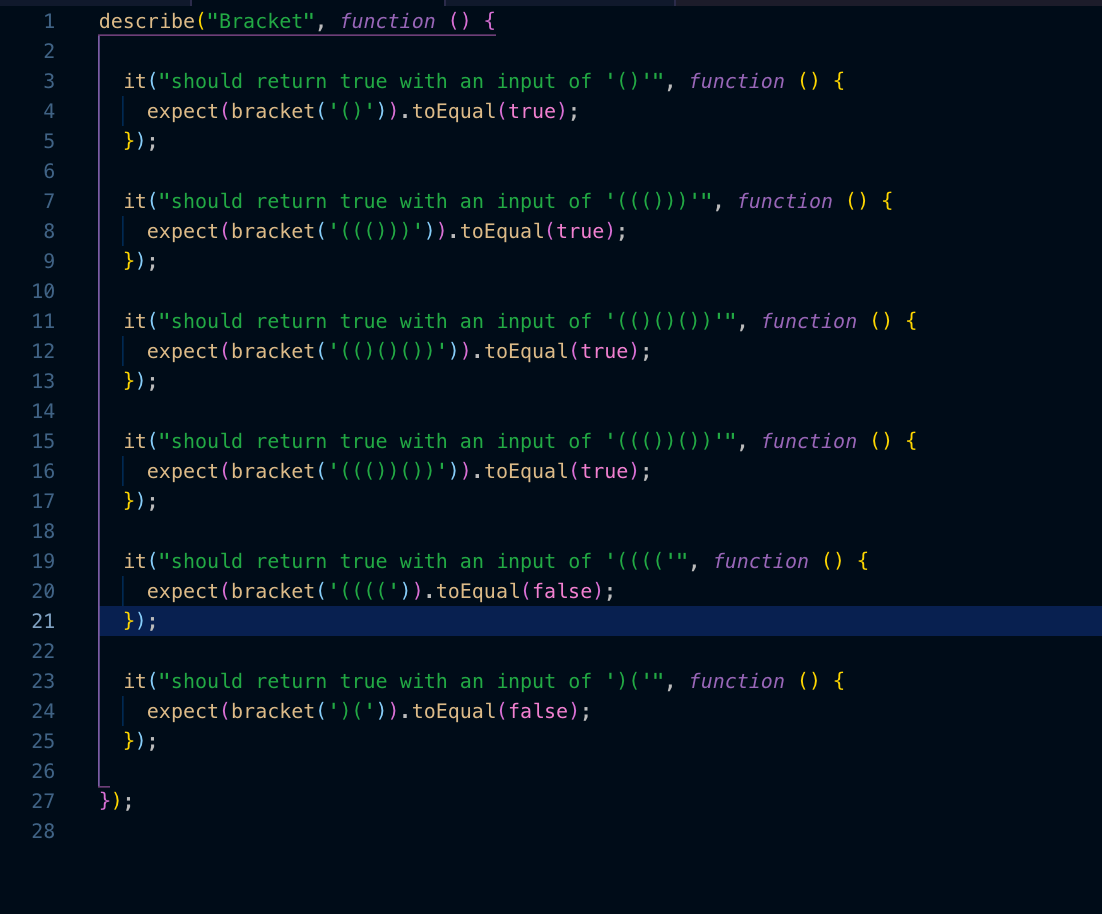 1 describe("Bracket", function () {
2
3 it("should return true with an input of '()'", function () {
4 expect(bracket('()')).toEqual(true);
5 });
6
7 it("should return true with an input of '((()))'", function () {
8 expect(bracket('((()))')).toEqual(true);
9 });
10
11 it("should return true with an input of '(()()())'", function () {
12 expect(bracket('(()()())')).toEqual(true);
13 });
14
15 it("should return true with an input of '((())())'", function () {
16 expect(bracket('((())())')).toEqual(true);
17 });
18
19 it("should return true with an input of '(((('", function () {
20 expect(bracket('((((')).toEqual(false);
21 });
22
23 it("should return true with an input of ')('", function () {
24 expect(bracket(')(')).toEqual(false);
25 });
26
27 });
28